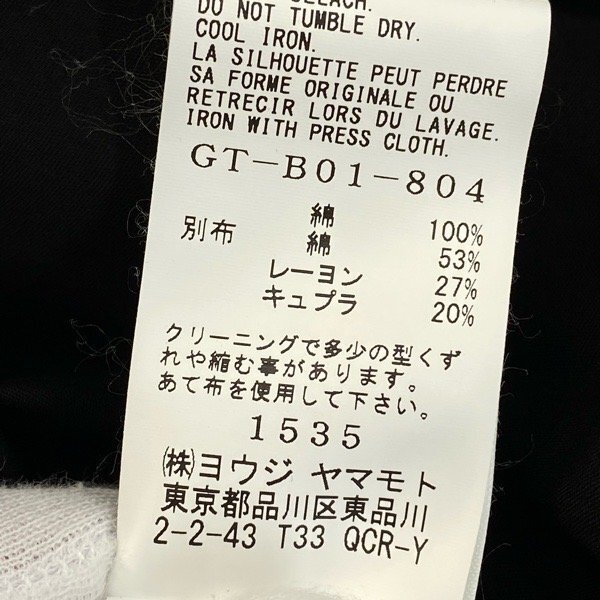 DO NOT TUMBLE DRY.
COOL IRON.
LA SILHOUETTE PEUT PERDRE
SA FORME ORIGINALE OU
RETRECIR LORS DU LAVAGE.
IRON WITH PRESS CLOTH.
GT-B01-804
綿 100%
別布 綿 53%
レーヨン 27%
キュプラ 20%
クリーニングで多少の型くず
れや縮む事があります。
あて布を使用して下さい。
1535
㈱ヨウジ ヤマモト
東京都品川区東品川
2-2-43 T33 QCR-Y